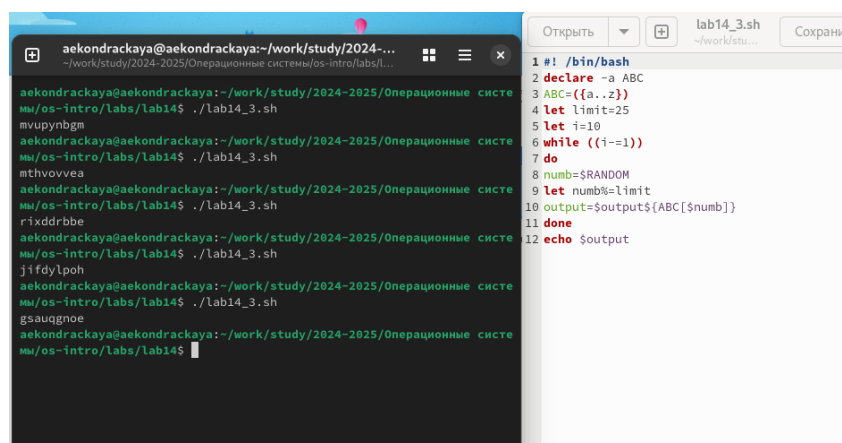 aekondrackaya@aekondrackaya:~/work/study/2024-...
~/work/study/2024-2025/Операционные системы/os-intro/labs/l...
aekondrackaya@aekondrackaya:~/work/study/2024-2025/Операционные систе
мы/os-intro/labs/lab14$ ./lab14_3.sh
mvupynbgm
aekondrackaya@aekondrackaya:~/work/study/2024-2025/Операционные систе
мы/os-intro/labs/lab14$ ./lab14_3.sh
mthvovvea
aekondrackaya@aekondrackaya:~/work/study/2024-2025/Операционные систе
мы/os-intro/labs/lab14$ ./lab14_3.sh
rixddrbbe
aekondrackaya@aekondrackaya:~/work/study/2024-2025/Операционные систе
мы/os-intro/labs/lab14$ ./lab14_3.sh
jifdylpoh
aekondrackaya@aekondrackaya:~/work/study/2024-2025/Операционные систе
мы/os-intro/labs/lab14$ ./lab14_3.sh
gsauqgnoe
aekondrackaya@aekondrackaya:~/work/study/2024-2025/Операционные систе
мы/os-intro/labs/lab14$
Открыть
lab14_3.sh
~/work/stu...
Сохрани
1 #! /bin/bash
2 declare -a ABC
3 ABC=({a..z})
4 let limit=25
5 let i=10
6 while ((i-=1))
7 do
8 numb=$RANDOM
9 let numb%=limit
10 output=$output${ABC[$numb]}
11 done
12 echo $output